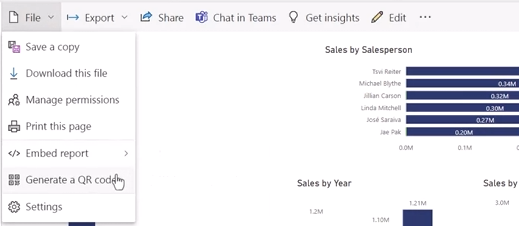 File Export Share Chat in Teams Get insights Edit ...
Save a copy
Download this file
Manage permissions
Print this page
Embed report
Generate a QR code
Settings
Sales by Salesperson
Tsvi Reiter
Michael Blythe 0.34M
Jillian Carson 0.32M
Linda Mitchell 0.30M
José Saraiva 0.27M
Jae Pak 0.20M
0.0M 0.1M
Sales by Year
Sales by
1.2M
1.10M
1.21M
3.0M